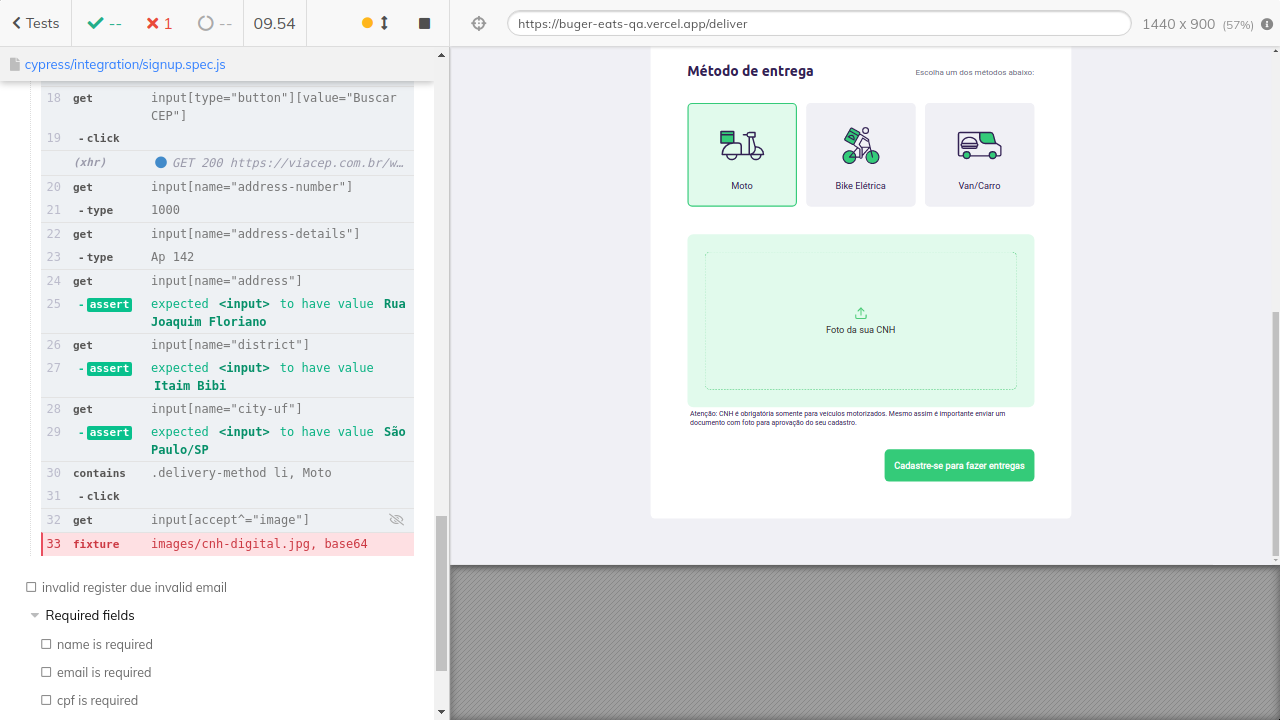 Tests
--
1
--
09.54
https://buger-eats-qa.vercel.app/deliver
1440 x 900 (57%)
cypress/integration/signup.spec.js
18 get input[type="button"][value="Buscar
CEP"]
19 -click
(xhr) GET 200 https://viacep.com.br/w…
20 get input[name="address-number"]
21 -type 1000
22 get input[name="address-details"]
23 -type Ap 142
24 get input[name="address"]
25 -assert expected <input> to have value Rua
Joaquim Floriano
26 get input[name="district"]
27 -assert expected <input> to have value
Itaim Bibi
28 get input[name="city-uf"]
29 -assert expected <input> to have value São
Paulo/SP
30 contains .delivery-method li, Moto
31 -click
32 get input[accept^="image"]
33 fixture images/cnh-digital.jpg, base64
invalid register due invalid email
Required fields
name is required
email is required
cpf is required
Método de entrega
Escolha um dos métodos abaixo:
Moto
Bike Elétrica
Van/Carro
Foto da sua CNH
Atenção: CNH é obrigatória somente para veículos motorizados. Mesmo assim é importante enviar um
documento com foto para aprovação do seu cadastro.
Cadastre-se para fazer entregas